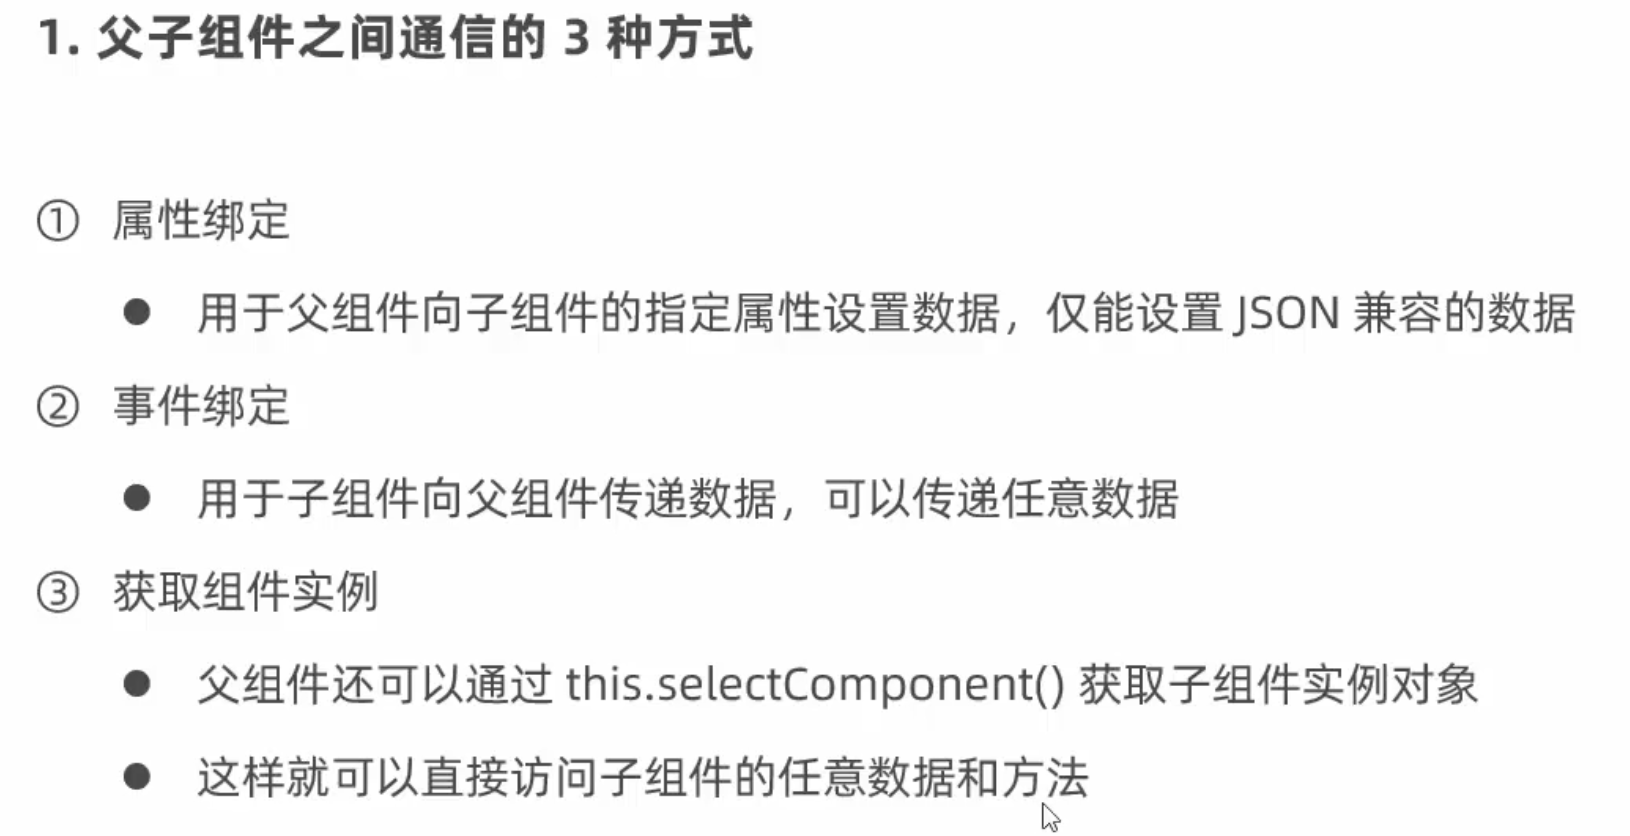 1. 父子组件之间通信的 3 种方式
① 属性绑定
● 用于父组件向子组件的指定属性设置数据，仅能设置 JSON 兼容的数据
② 事件绑定
● 用于子组件向父组件传递数据，可以传递任意数据
③ 获取组件实例
● 父组件还可以通过 this.selectComponent() 获取子组件实例对象
● 这样就可以直接访问子组件的任意数据和方法